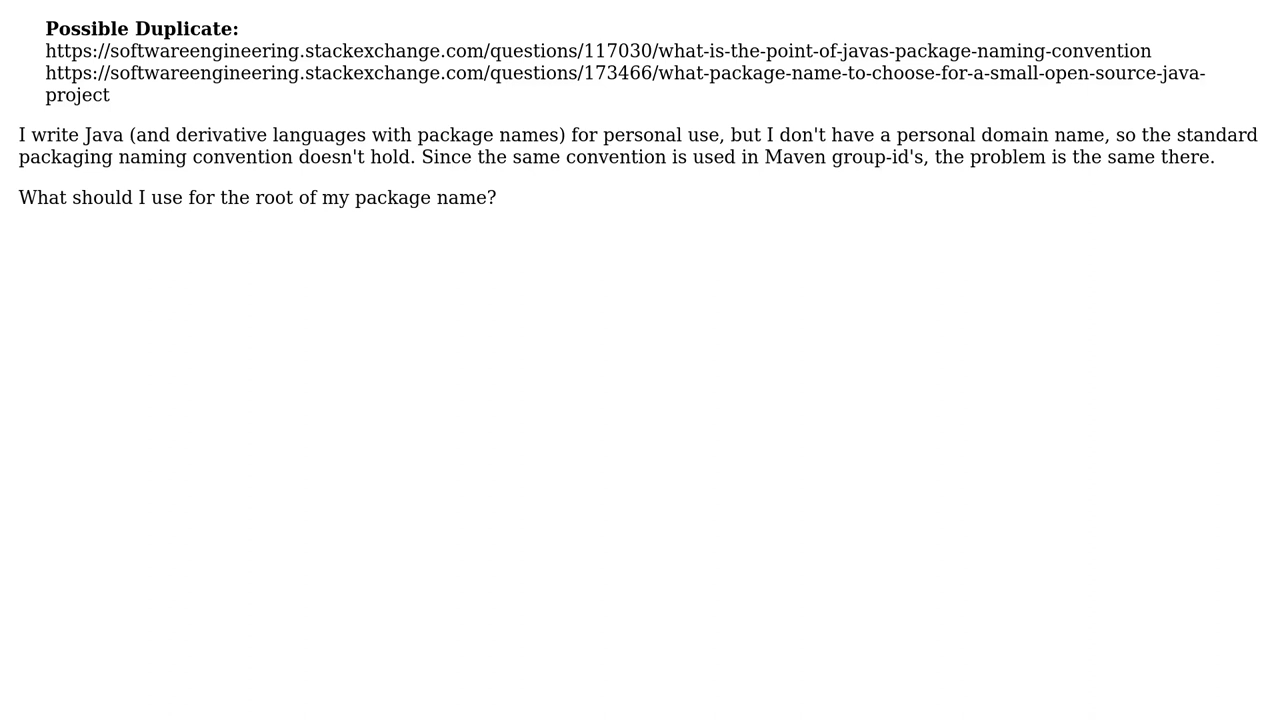 Possible Duplicate:
https://softwareengineering.stackexchange.com/questions/117030/what-is-the-point-of-javas-package-naming-convention
https://softwareengineering.stackexchange.com/questions/173466/what-package-name-to-choose-for-a-small-open-source-java-
project
I write Java (and derivative languages with package names) for personal use, but I don't have a personal domain name, so the standard
packaging naming convention doesn't hold. Since the same convention is used in Maven group-id's, the problem is the same there.
What should I use for the root of my package name?